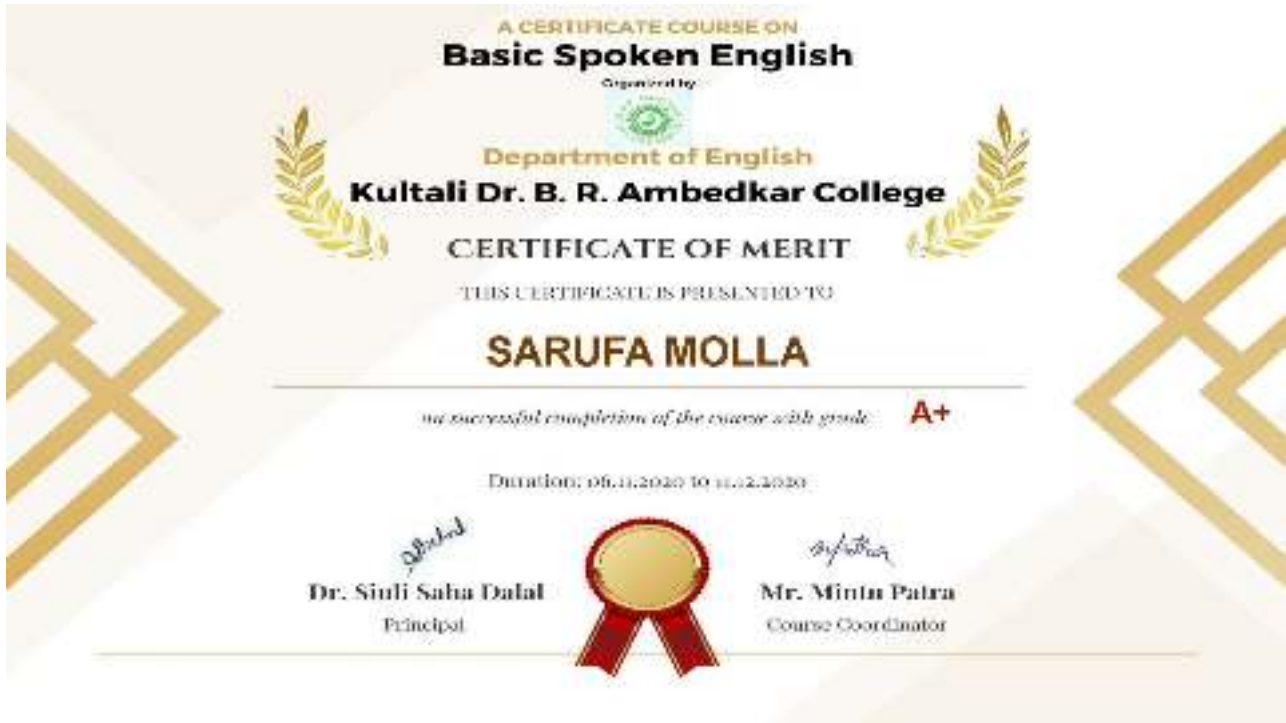 A CERTIFICATE COURSE ON
Basic Spoken English
Organized by
Department of English
Kultali Dr. B. R. Ambedkar College
CERTIFICATE OF MERIT
THIS CERTIFICATE IS PRESENTED TO
SARUFA MOLLA
on successful completion of the course with grade A+
Duration: 06.11.2020 to 11.12.2020
Dr. Siuli Saha Dalal Mr. Mintu Patra
Principal Course Coordinator